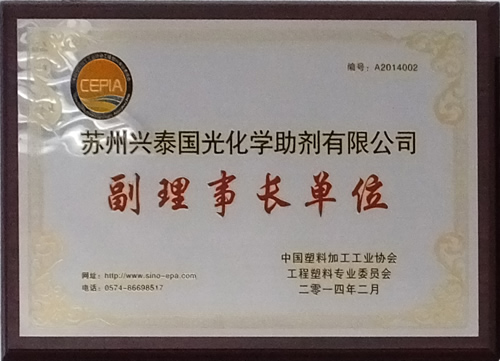 CEPIA
编号：A2014002
苏州兴泰国光化学助剂有限公司
副理事长单位
中国塑料加工工业协会
网址：http://www.sino-epa.com 工程塑料专业委员会
电话：0574-86698517 二零一四年二月